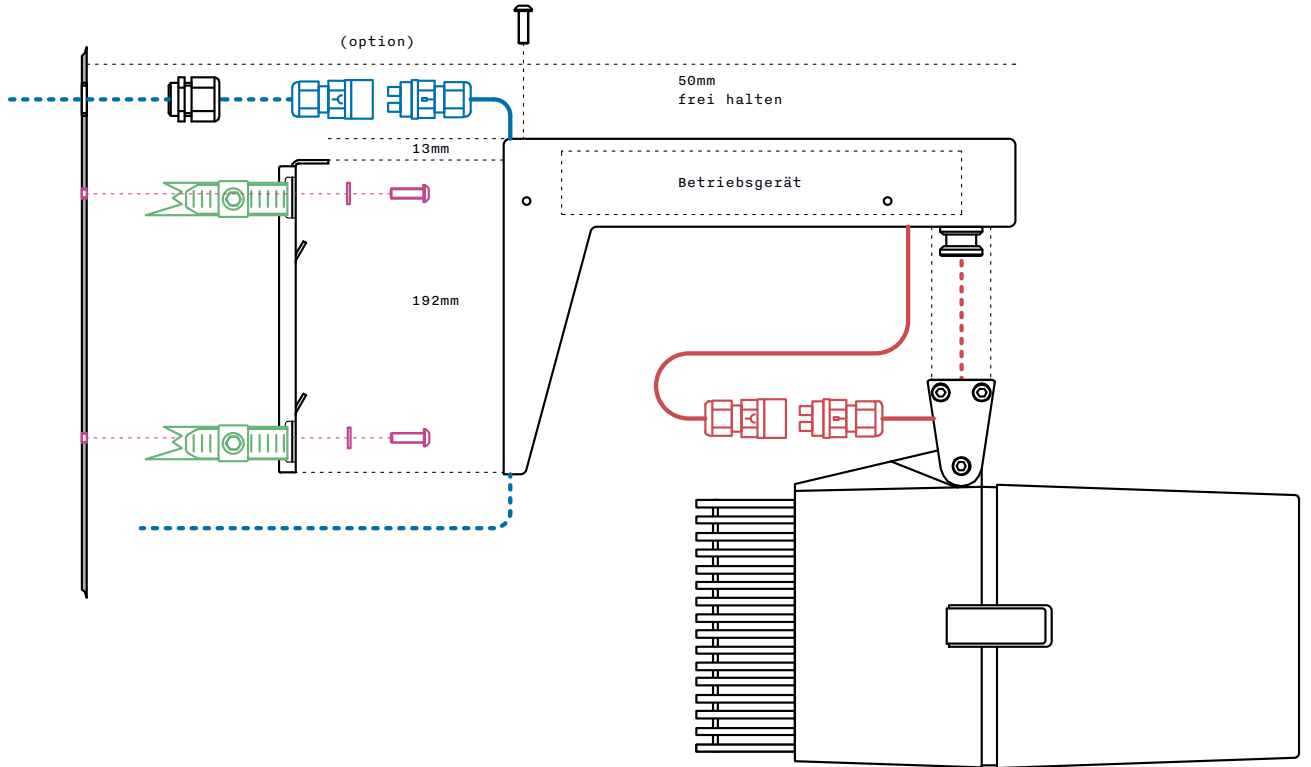 (option)
50mm
frei halten
13mm
Betriebsgerät
192mm